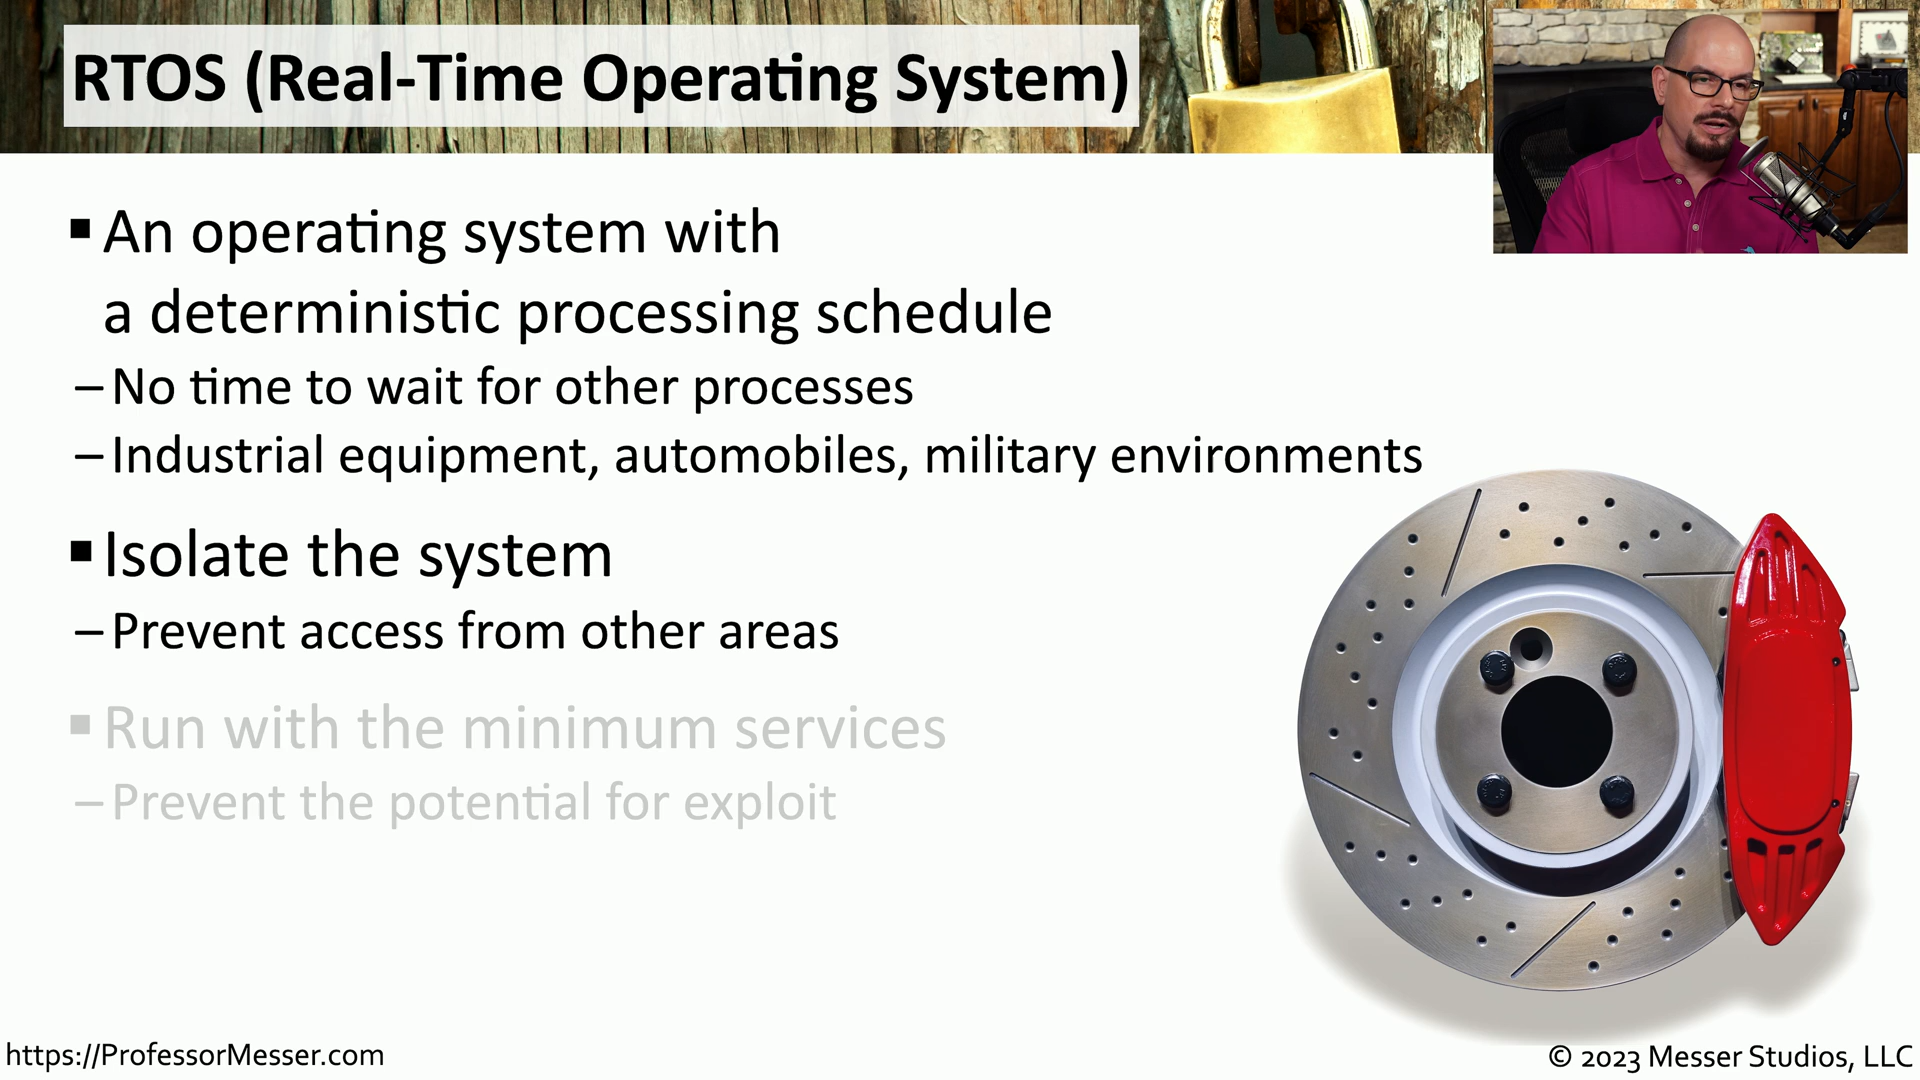 RTOS (Real-Time Operating System)
▪ An operating system with
a deterministic processing schedule
– No time to wait for other processes
– Industrial equipment, automobiles, military environments
▪ Isolate the system
– Prevent access from other areas
▪ Run with the minimum services
– Prevent the potential for exploit
https://ProfessorMesser.com
© 2023 Messer Studios, LLC